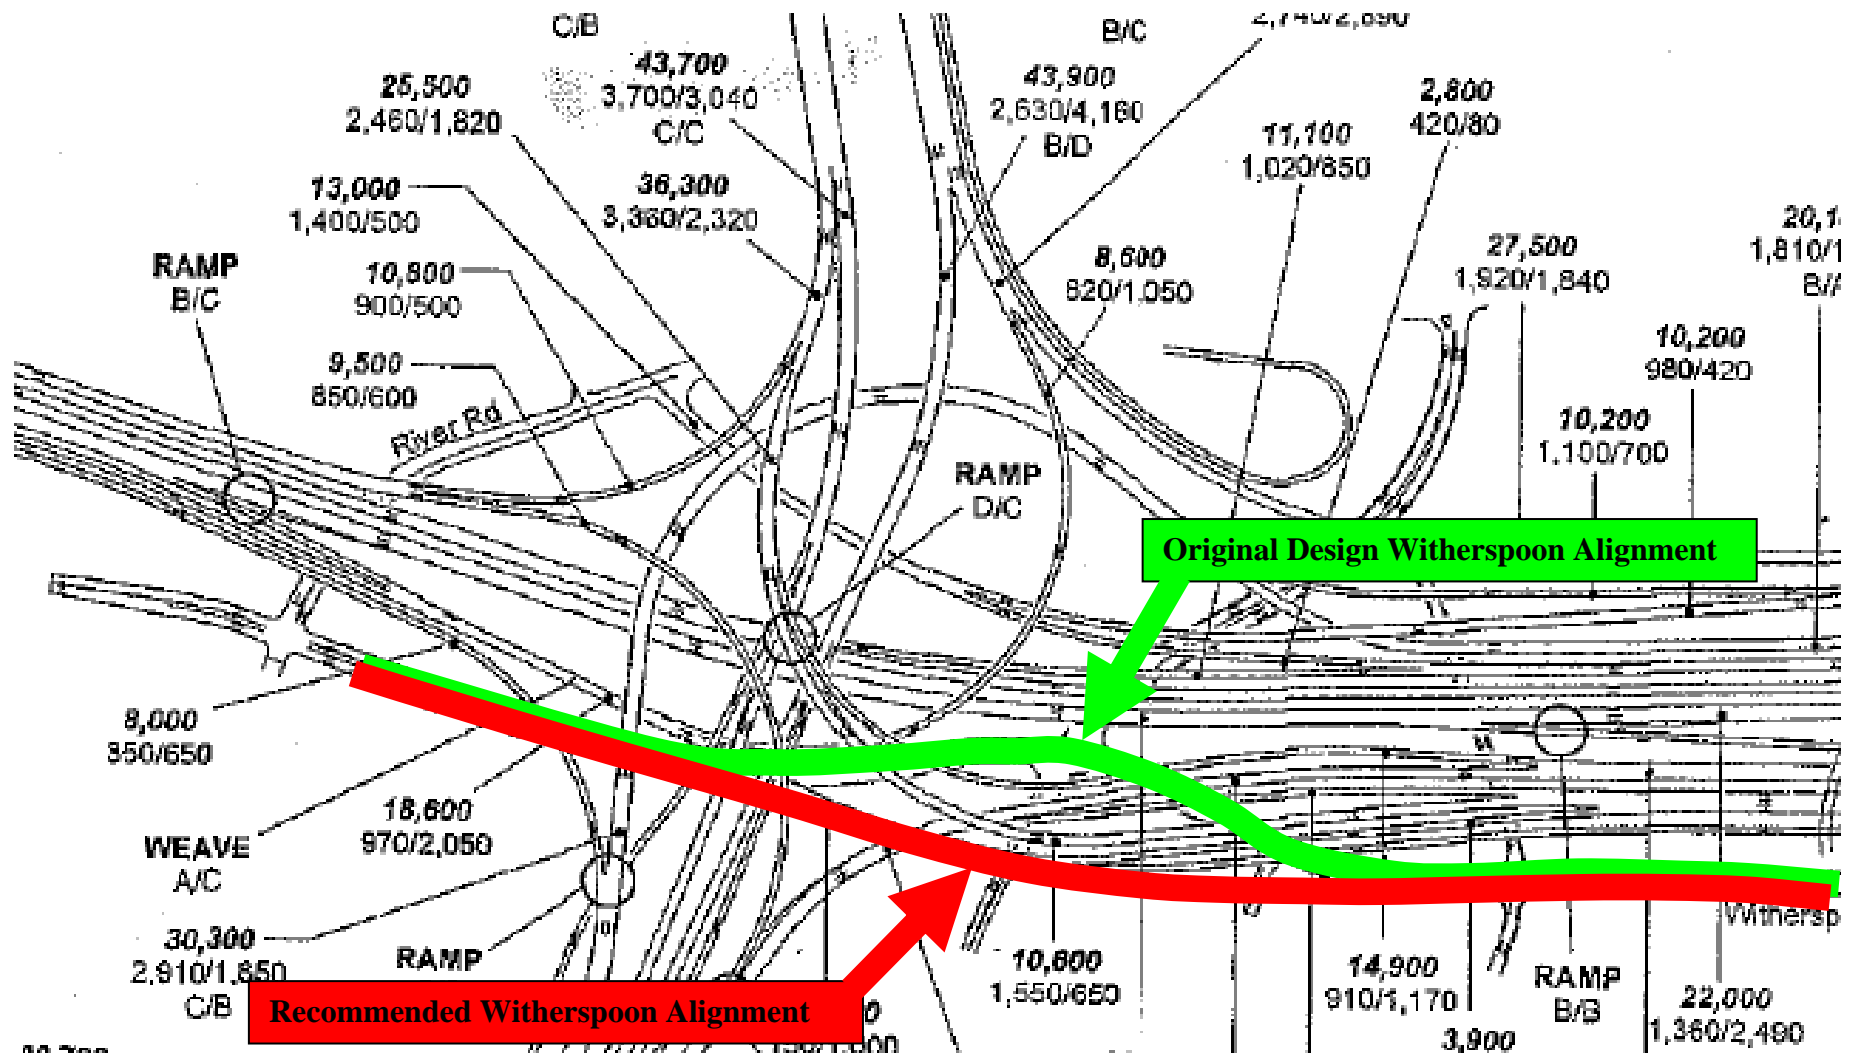 C/B
43,700
3,700/3,040
C/C
25,500
2,460/1,820
B/C
43,900
2,630/4,160
B/D
2,800
420/80
11,100
1,020/850
13,000
1,400/500
36,300
3,360/2,320
RAMP
B/C
10,800
900/500
8,600
820/1,050
27,500
1,920/1,840
9,500
850/600
River Rd
10,200
980/420
10,200
1,100/700
RAMP
D/C
Original Design Witherspoon Alignment
8,000
350/650
WEAVE
A/C
18,600
970/2,050
30,300
2,910/1,850
C/B
RAMP
Recommended Witherspoon Alignment
10,600
1,550/650
14,900
910/1,170
RAMP
B/B
22,000
1,360/2,490
3,900